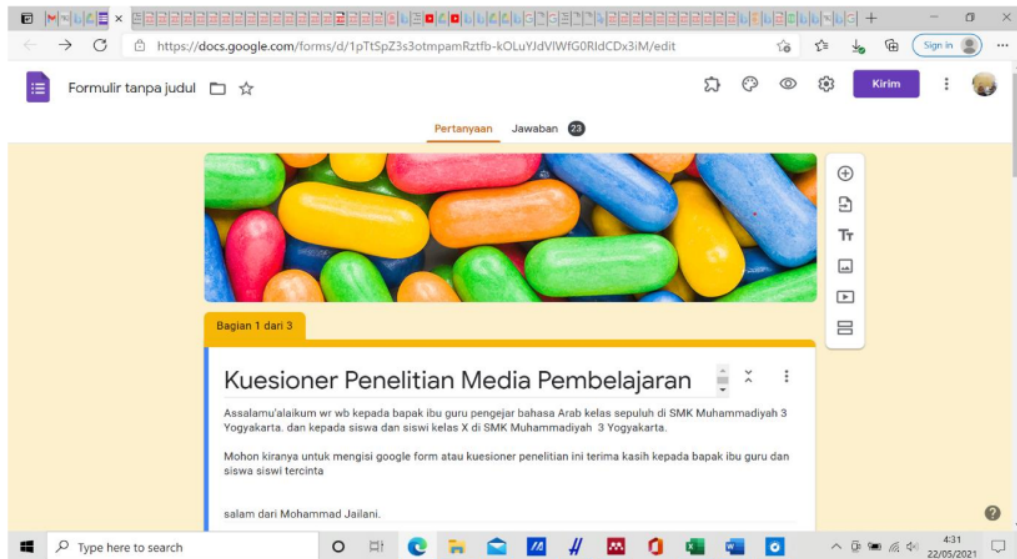 https://docs.google.com/forms/d/1pTtSpZ3s3otmpamRztfb-kOLuYJdVlWfG0RIdCDx3iM/edit
Sign in
Formulir tanpa judul
Kirim
Pertanyaan Jawaban 23
Tт
Bagian 1 dari 3
Kuesioner Penelitian Media Pembelajaran
Assalamu'alaikum wr wb kepada bapak ibu guru pengejar bahasa Arab kelas sepuluh di SMK Muhammadiyah 3
Yogyakarta. dan kepada siswa dan siswi kelas X di SMK Muhammadiyah 3 Yogyakarta.
Mohon kiranya untuk mengisi google form atau kuesioner penelitian ini terima kasih kepada bapak ibu guru dan
siswa siswi tercinta
salam dari Mohammad Jailani.
Type here to search
4:31
22/05/2021